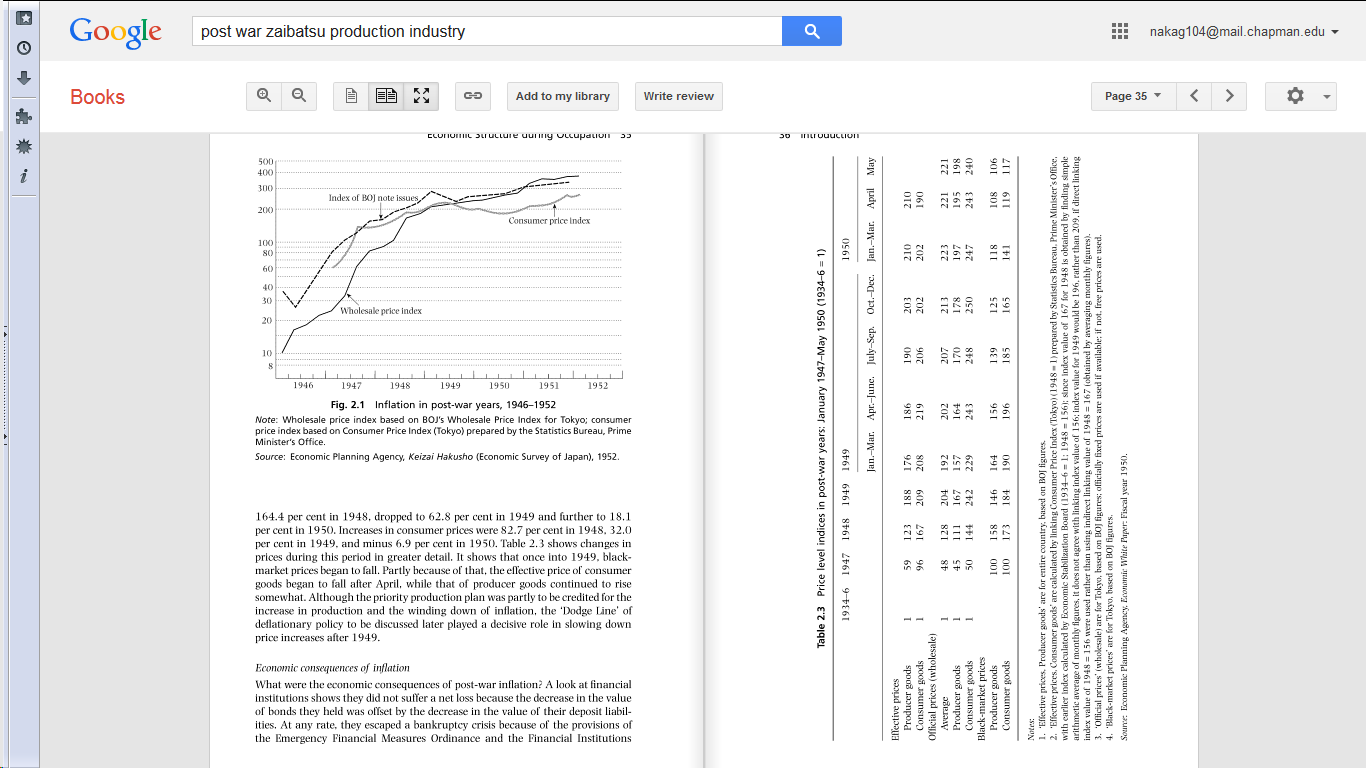 Google
post war zaibatsu production industry
nakag104@mail.chapman.edu
Books
Add to my library
Write review
Page 35
Economic Structure during Occupation 35
500
400
300
200
100
80
60
40
30
20
10
8
Index of BOJ note issues
Consumer price index
Wholesale price index
1946 1947 1948 1949 1950 1951 1952
Fig. 2.1 Inflation in post-war years, 1946–1952
Note: Wholesale price index based on BOJ's Wholesale Price Index for Tokyo; consumer
price index based on Consumer Price Index (Tokyo) prepared by the Statistics Bureau, Prime
Minister's Office.
Source: Economic Planning Agency, Keizai Hakusho (Economic Survey of Japan), 1952.
164.4 per cent in 1948, dropped to 62.8 per cent in 1949 and further to 18.1
per cent in 1950. Increases in consumer prices were 82.7 per cent in 1948, 32.0
per cent in 1949, and minus 6.9 per cent in 1950. Table 2.3 shows changes in
prices during this period in greater detail. It shows that once into 1949, black-
market prices began to fall. Partly because of that, the effective price of consumer
goods began to fall after April, while that of producer goods continued to rise
somewhat. Although the priority production plan was partly to be credited for the
increase in production and the winding down of inflation, the 'Dodge Line' of
deflationary policy to be discussed later played a decisive role in slowing down
price increases after 1949.
Economic consequences of inflation
What were the economic consequences of post-war inflation? A look at financial
institutions shows they did not suffer a net loss because the decrease in the value
of bonds they held was offset by the decrease in the value of their deposit liabil-
ities. At any rate, they escaped a bankruptcy crisis because of the provisions of
the Emergency Financial Measures Ordinance and the Financial Institutions
36 Introduction
Table 2.3 Price level indices in post-war years: January 1947–May 1950 (1934–6 = 1)
1934–6 1947 1948 1949 1949 1950
Jan.–Mar. Apr.–June. July–Sep. Oct.–Dec. Jan.–Mar. April May
Effective prices
Producer goods 1 59 123 188 176 186 190 203 210 210
Consumer goods 1 96 167 209 208 219 206 202 202 190
Official prices (wholesale)
Average 1 48 128 204 192 202 207 213 223 221 221
Producer goods 1 45 111 167 157 164 170 178 197 195 198
Consumer goods 1 50 144 242 229 243 248 250 247 243 240
Black-market prices
Producer goods 100 158 146 164 156 139 125 118 108 106
Consumer goods 100 173 184 190 196 185 165 141 119 117
Notes:
1. 'Effective prices, Producer goods' are for entire country, based on BOJ figures.
2. 'Effective prices, Consumer goods' are calculated by linking Consumer Price Index (Tokyo) (1948 = 1) prepared by Statistics Bureau, Prime Minister's Office,
with earlier index calculated by Economic Stabilization Board (1934–6 = 1; 1948 = 156); since index value of 167 for 1948 is obtained by finding simple
arithmetic average of monthly figures, it does not agree with linking index value of 156; index value for 1949 would be 196, rather than 209, if direct linking
index value of 1948 = 156 were used rather than using indirect linking value of 1948 = 167 (obtained by averaging monthly figures).
3. 'Official prices' (wholesale) are for Tokyo, based on BOJ figures; officially fixed prices are used if available; if not, free prices are used.
4. 'Black-market prices' are for Tokyo, based on BOJ figures.
Source: Economic Planning Agency, Economic White Paper: Fiscal year 1950.